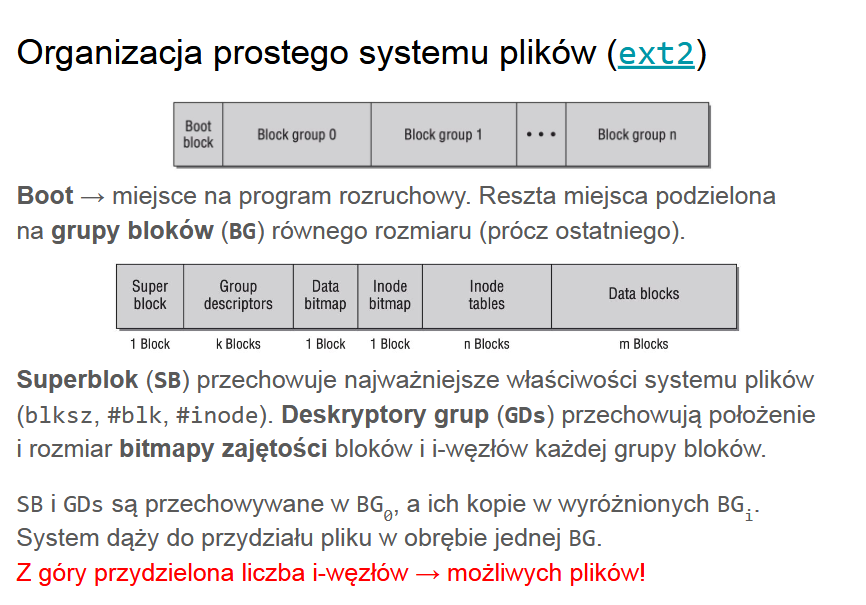 Organizacja prostego systemu plików (ext2)
Boot block
Block group 0
Block group 1
• • •
Block group n
Boot → miejsce na program rozruchowy. Reszta miejsca podzielona
na grupy bloków (BG) równego rozmiaru (prócz ostatniego).
Super block
Group descriptors
Data bitmap
Inode bitmap
Inode tables
Data blocks
1 Block
k Blocks
1 Block
1 Block
n Blocks
m Blocks
Superblok (SB) przechowuje najważniejsze właściwości systemu plików
(blksz, #blk, #inode). Deskryptory grup (GDs) przechowują położenie
i rozmiar bitmapy zajętości bloków i i-węzłów każdej grupy bloków.
SB i GDs są przechowywane w BG0, a ich kopie w wyróżnionych BGi.
System dąży do przydziału pliku w obrębie jednej BG.
Z góry przydzielona liczba i-węzłów → możliwych plików!